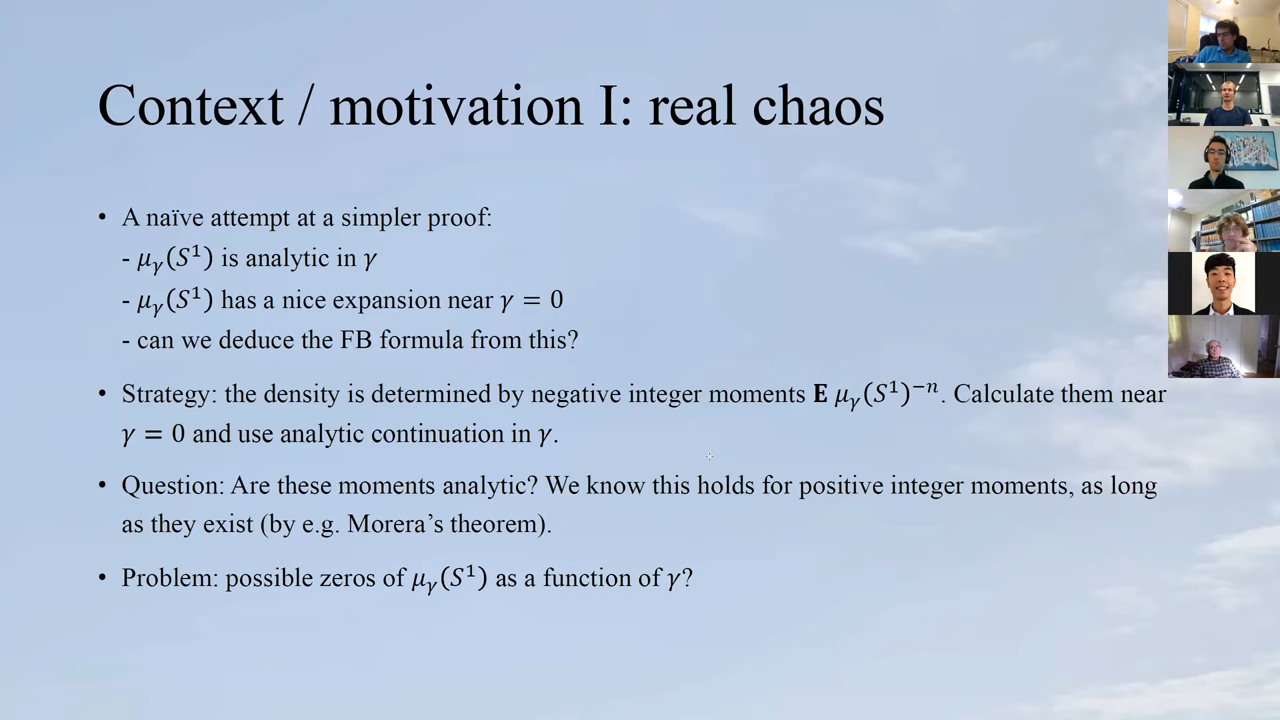 Context / motivation I: real chaos
• A naïve attempt at a simpler proof:
- μ_γ(S¹) is analytic in γ
- μ_γ(S¹) has a nice expansion near γ = 0
- can we deduce the FB formula from this?
• Strategy: the density is determined by negative integer moments 𝐄 μ_γ(S¹)⁻ⁿ. Calculate them near
γ = 0 and use analytic continuation in γ.
• Question: Are these moments analytic? We know this holds for positive integer moments, as long
as they exist (by e.g. Morera’s theorem).
• Problem: possible zeros of μ_γ(S¹) as a function of γ?